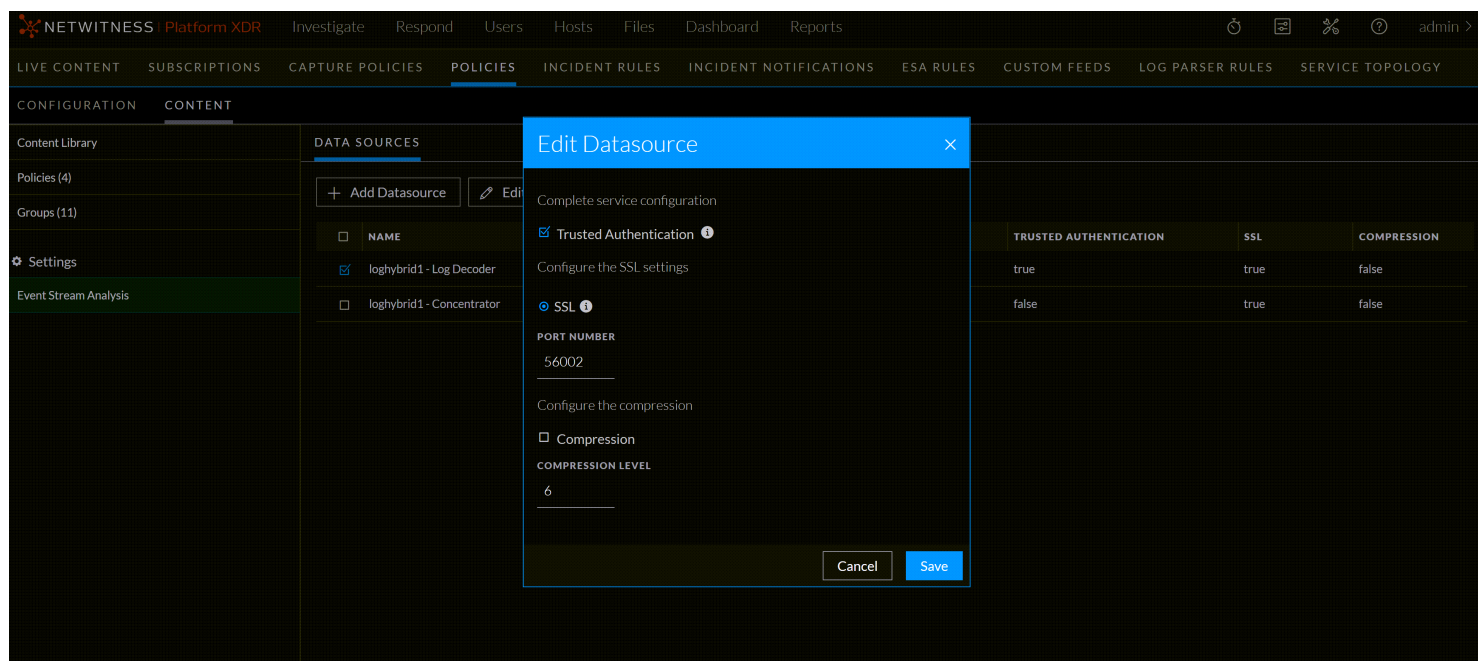 NETWITNESS Platform XDR Investigate Respond Users Hosts Files Dashboard Reports admin >
LIVE CONTENT SUBSCRIPTIONS CAPTURE POLICIES POLICIES INCIDENT RULES INCIDENT NOTIFICATIONS ESA RULES CUSTOM FEEDS LOG PARSER RULES SERVICE TOPOLOGY
CONFIGURATION CONTENT
Content Library
Policies (4)
Groups (11)
Settings
Event Stream Analysis
DATA SOURCES
+ Add Datasource Edi
NAME TRUSTED AUTHENTICATION SSL COMPRESSION
loghybrid1 - Log Decoder true true false
loghybrid1 - Concentrator false true false
Edit Datasource
Complete service configuration
Trusted Authentication
Configure the SSL settings
SSL
PORT NUMBER
56002
Configure the compression
Compression
COMPRESSION LEVEL
6
Cancel Save